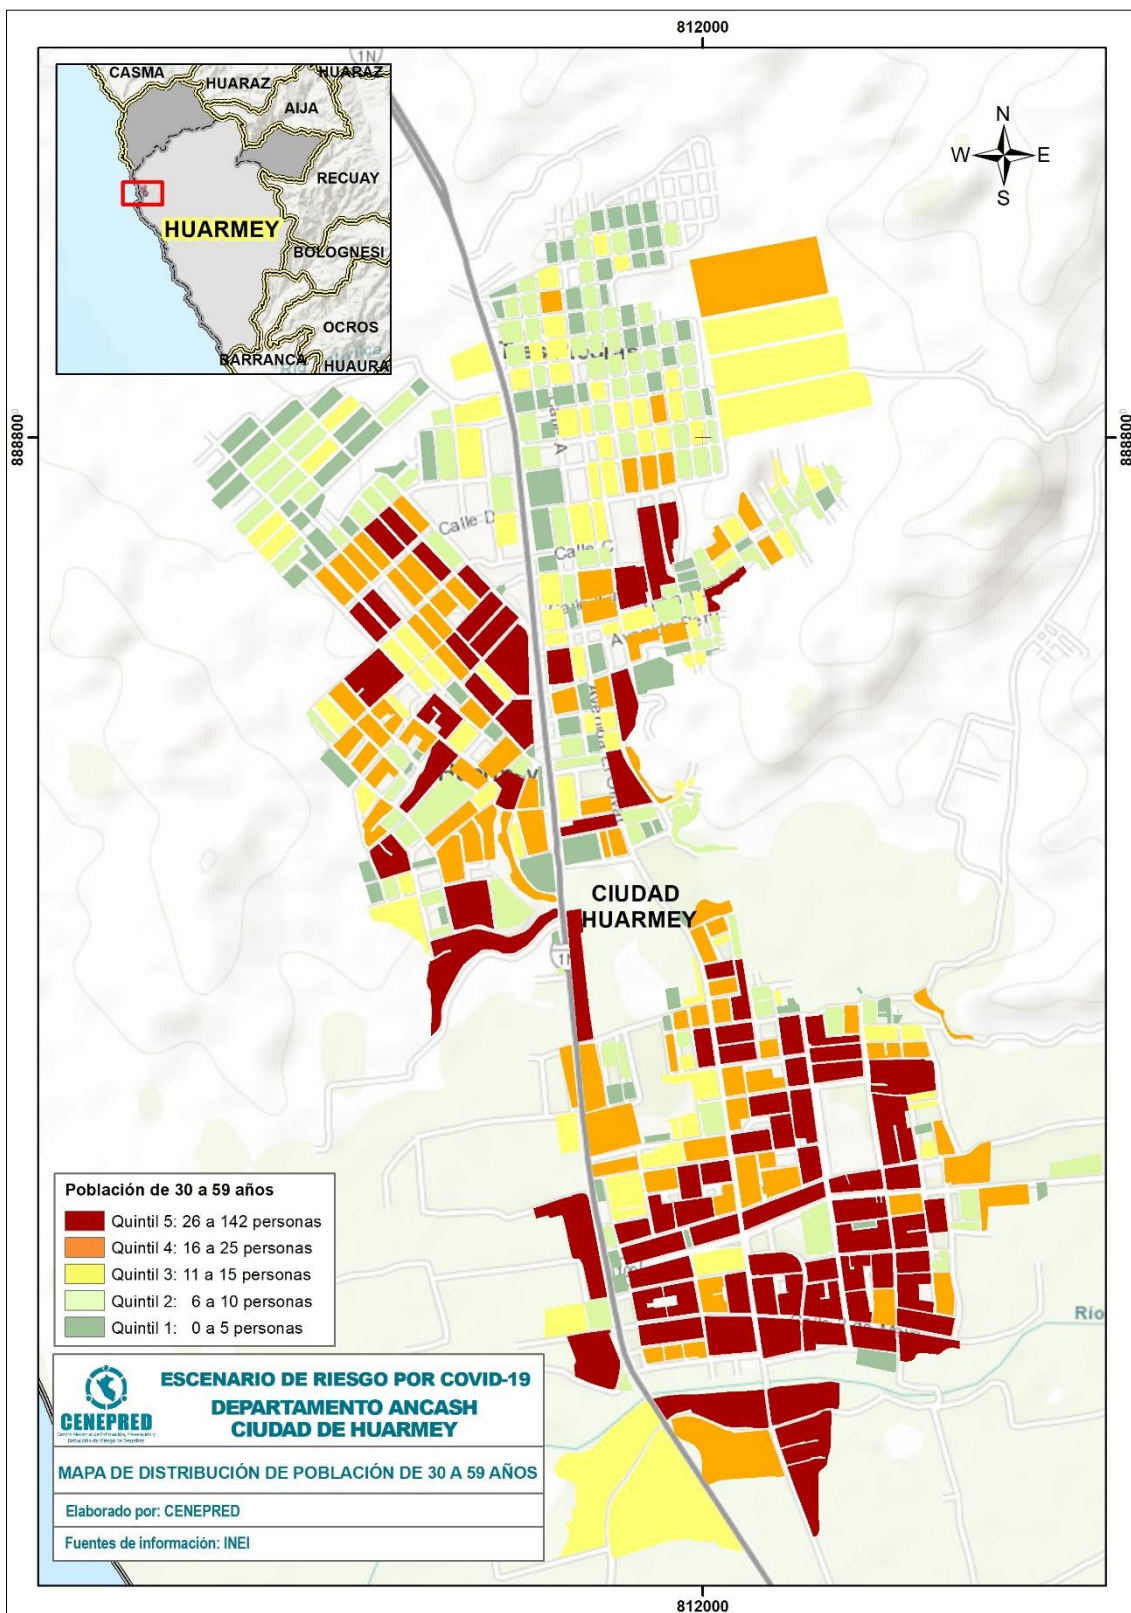 812000
1N
CASMA
HUARAZ
HUARAZ
AIJA
RECUAY
HUARMEY
BOLOGNESI
OCROS
BARRANCA
HUAURA
N
W E
S
888800
888800
Calle A
Calle D
Calle C
Avenida
CIUDAD
HUARMEY
1N
Río
Población de 30 a 59 años
Quintil 5: 26 a 142 personas
Quintil 4: 16 a 25 personas
Quintil 3: 11 a 15 personas
Quintil 2: 6 a 10 personas
Quintil 1: 0 a 5 personas
CENEPRED
ESCENARIO DE RIESGO POR COVID-19
DEPARTAMENTO ANCASH
CIUDAD DE HUARMEY
MAPA DE DISTRIBUCIÓN DE POBLACIÓN DE 30 A 59 AÑOS
Elaborado por: CENEPRED
Fuentes de información: INEI
812000